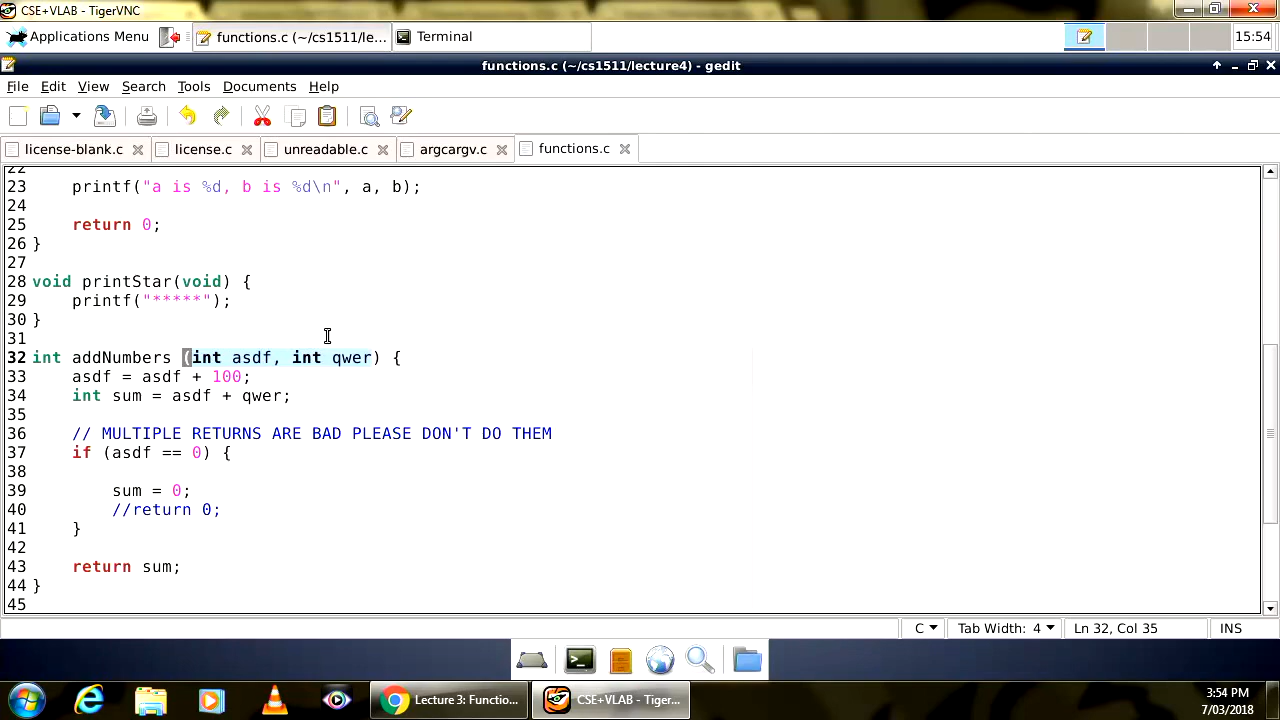 CSE+VLAB - TigerVNC
Applications Menu
functions.c (~/cs1511/le...
Terminal
15:54
functions.c (~/cs1511/lecture4) - gedit
File Edit View Search Tools Documents Help
license-blank.c
license.c
unreadable.c
argcargv.c
functions.c
22
23 printf("a is %d, b is %d\n", a, b);
24
25 return 0;
26 }
27
28 void printStar(void) {
29 printf("*****");
30 }
31
32 int addNumbers (int asdf, int qwer) {
33 asdf = asdf + 100;
34 int sum = asdf + qwer;
35
36 // MULTIPLE RETURNS ARE BAD PLEASE DON'T DO THEM
37 if (asdf == 0) {
38
39 sum = 0;
40 //return 0;
41 }
42
43 return sum;
44 }
45
C
Tab Width: 4
Ln 32, Col 35
INS
Lecture 3: Functio...
CSE+VLAB - Tiger...
3:54 PM
7/03/2018